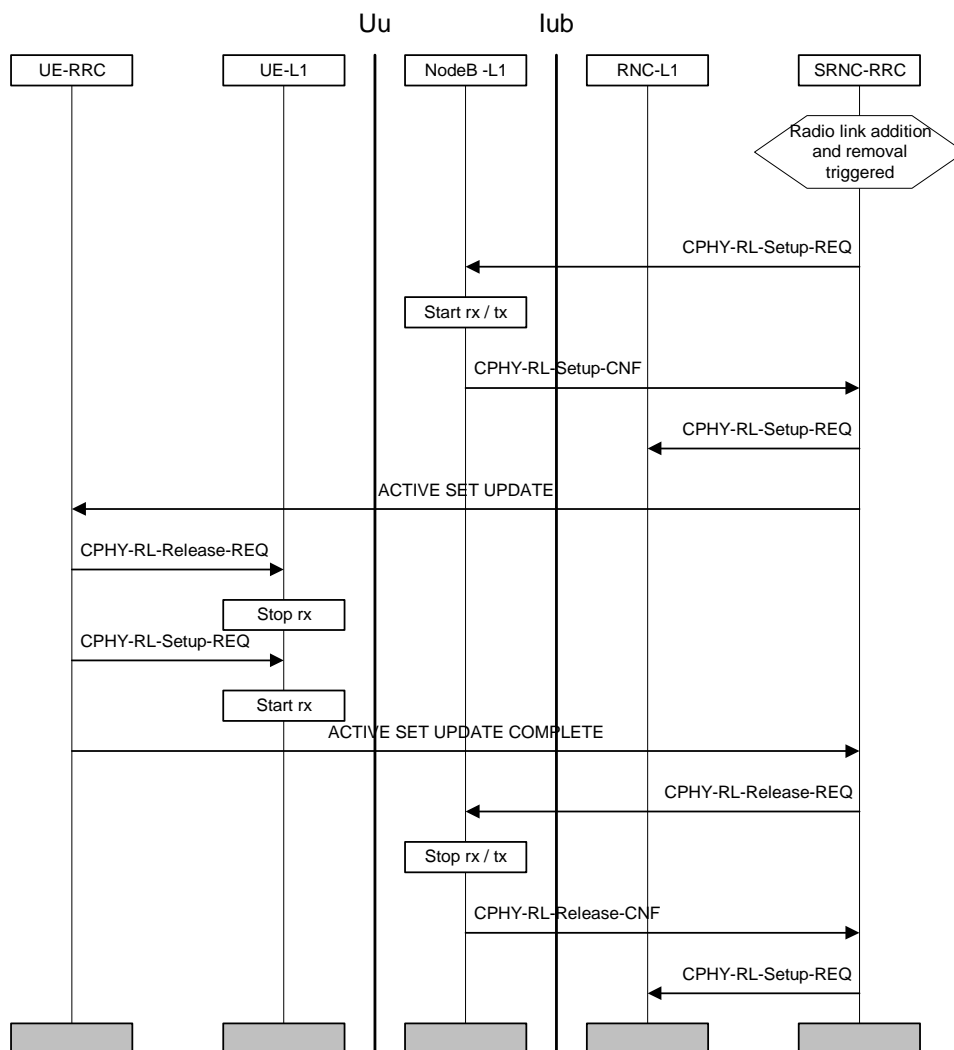 Uu
Iub
UE-RRC
UE-L1
NodeB -L1
RNC-L1
SRNC-RRC
Radio link addition
and removal
triggered
CPHY-RL-Setup-REQ
Start rx / tx
CPHY-RL-Setup-CNF
CPHY-RL-Setup-REQ
ACTIVE SET UPDATE
CPHY-RL-Release-REQ
Stop rx
CPHY-RL-Setup-REQ
Start rx
ACTIVE SET UPDATE COMPLETE
CPHY-RL-Release-REQ
Stop rx / tx
CPHY-RL-Release-CNF
CPHY-RL-Setup-REQ